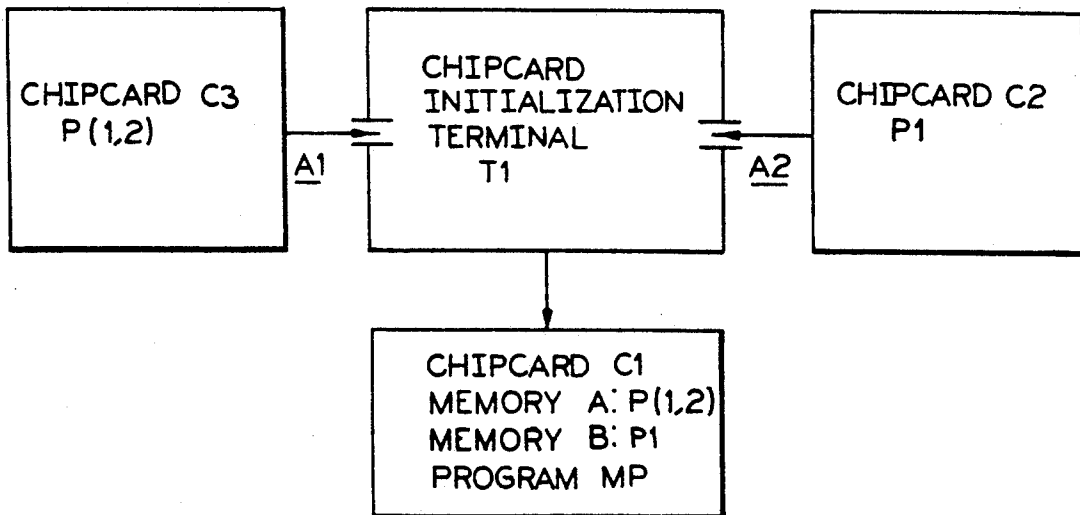 CHIPCARD C3
P(1,2)
A1
CHIPCARD
INITIALIZATION
TERMINAL
T1
A2
CHIPCARD C2
P1
CHIPCARD C1
MEMORY A: P(1,2)
MEMORY B: P1
PROGRAM MP